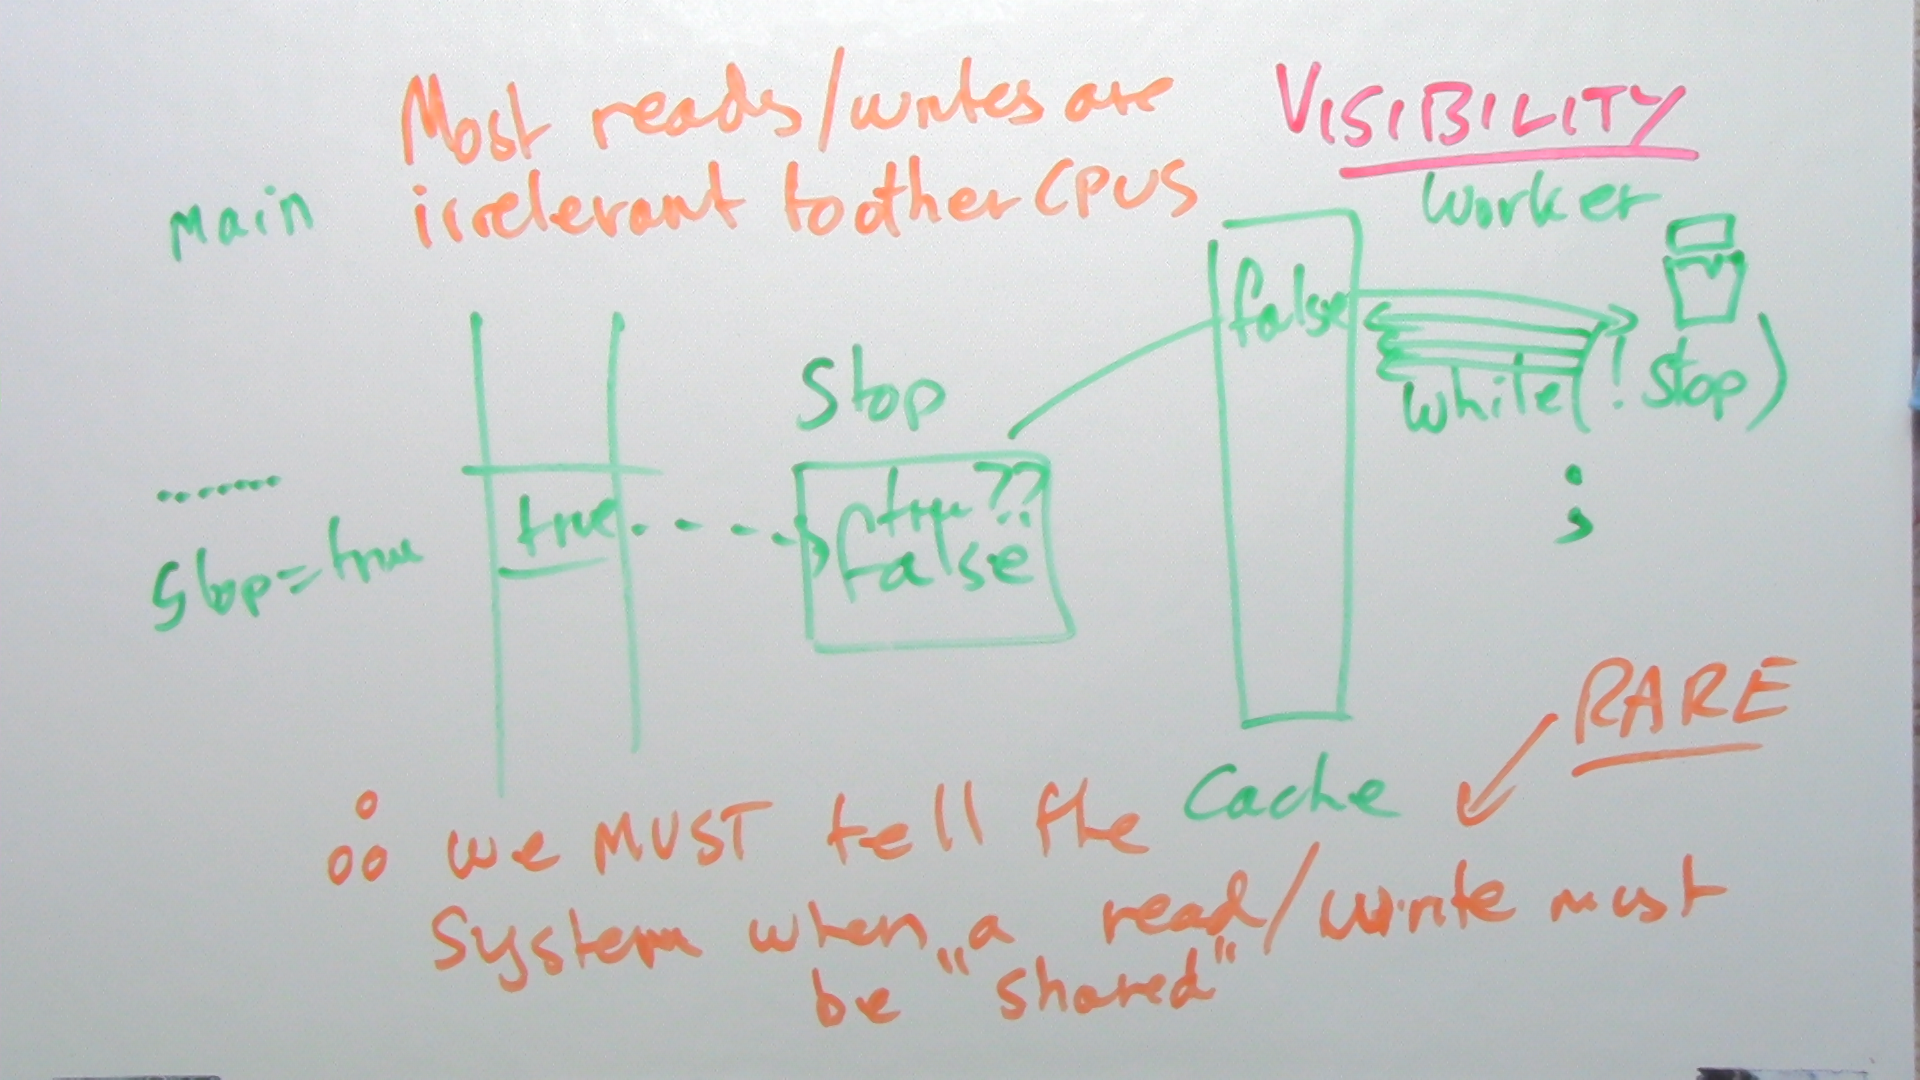 Most reads/writes are
irrelevant to other CPUS
VISIBILITY
Main
Worker
false
Stop
while(!stop)
;
.......
Stop=true
true
true??
false
Cache
RARE
∴ we MUST tell the
System when a read/write must
be "shared"